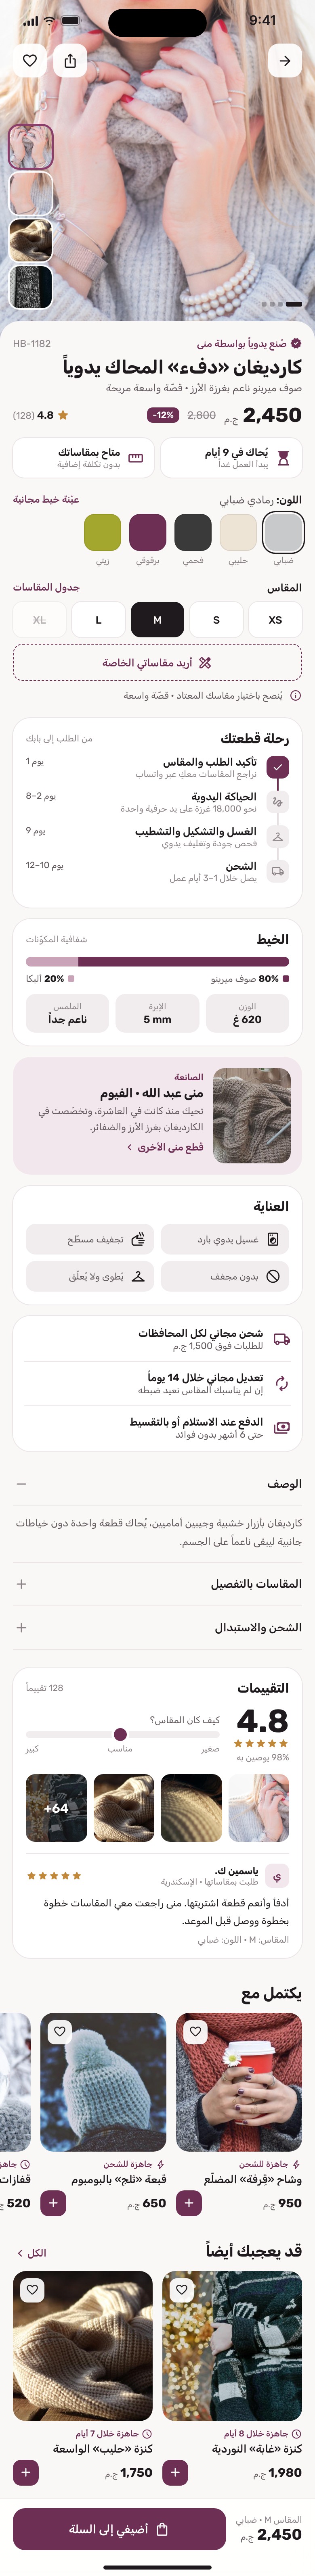 9:41
صُنع يدوياً بواسطة منى
HB-1182
كارديغان «دفء» المحاك يدوياً
صوف ميرينو ناعم بغرزة الأرز • قصّة واسعة مريحة
2,450 ج.م 2,800 -12%
4.8 (128)
يُحاك في 9 أيام
يبدأ العمل غداً
متاح بمقاساتك
بدون تكلفة إضافية
اللون: رمادي ضبابي
عيّنة خيط مجانية
ضبابي
حليبي
فحمي
برقوقي
زيتي
المقاس
جدول المقاسات
XS
S
M
L
XL
أريد مقاساتي الخاصة
يُنصح باختيار مقاسك المعتاد • قصّة واسعة
رحلة قطعتك
من الطلب إلى بابك
تأكيد الطلب والمقاس
يوم 1
نراجع المقاسات معكِ عبر واتساب
الحياكة اليدوية
يوم 2–8
نحو 18,000 غرزة على يد حرفية واحدة
الغسل والتشكيل والتشطيب
يوم 9
فحص جودة وتغليف يدوي
الشحن
يوم 10–12
يصل خلال 1–3 أيام عمل
الخيط
شفافية المكوّنات
80% صوف ميرينو
20% ألبكا
الوزن
620 غ
الإبرة
5 mm
الملمس
ناعم جداً
الصانعة
منى عبد الله • الفيوم
تحيك منذ كانت في العاشرة، وتخصّصت في
الكارديغان بغرز الأرز والضفائر.
قطع منى الأخرى
العناية
غسيل يدوي بارد
تجفيف مسطّح
بدون مجفف
يُطوى ولا يُعلّق
شحن مجاني لكل المحافظات
للطلبات فوق 1,500 ج.م
تعديل مجاني خلال 14 يوماً
إن لم يناسبك المقاس نعيد ضبطه
الدفع عند الاستلام أو بالتقسيط
حتى 6 أشهر بدون فوائد
الوصف
كارديغان بأزرار خشبية وجيبين أماميين، يُحاك قطعة واحدة دون خياطات
جانبية ليبقى ناعماً على الجسم.
المقاسات بالتفصيل
الشحن والاستبدال
التقييمات
128 تقييماً
4.8
98% يوصين به
كيف كان المقاس؟
صغير
مناسب
كبير
+64
ي
ياسمين ك.
طلبت بمقاساتها • الإسكندرية
أدفأ وأنعم قطعة اشتريتها. منى راجعت معي المقاسات خطوة
بخطوة ووصل قبل الموعد.
المقاس: M • اللون: ضبابي
يكتمل مع
جاهزة للشحن
وشاح «قِرفة» المضلّع
950 ج.م
جاهزة للشحن
قبعة «ثلج» بالبومبوم
650 ج.م
520
قد يعجبك أيضاً
الكل
جاهزة خلال 8 أيام
كنزة «غابة» النوردية
1,980 ج.م
جاهزة خلال 7 أيام
كنزة «حليب» الواسعة
1,750 ج.م
المقاس M • ضبابي
2,450 ج.م
أضيفي إلى السلة